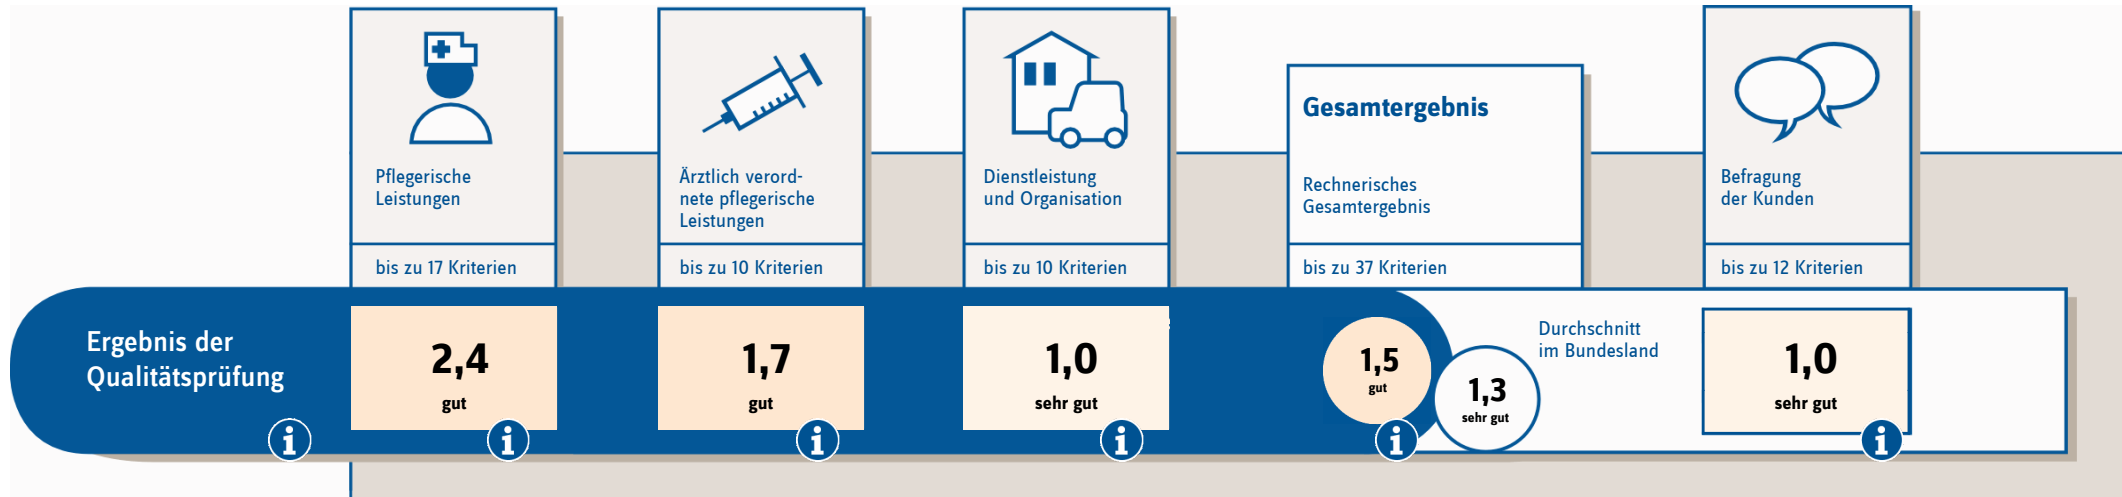 Pflegerische
Leistungen
bis zu 17 Kriterien
Ärztlich verord-
nete pflegerische
Leistungen
bis zu 10 Kriterien
Dienstleistung
und Organisation
bis zu 10 Kriterien
Gesamtergebnis
Rechnerisches
Gesamtergebnis
bis zu 37 Kriterien
Befragung
der Kunden
bis zu 12 Kriterien
Ergebnis der
Qualitätsprüfung
2,4
gut
1,7
gut
1,0
sehr gut
1,5
gut
1,3
sehr gut
Durchschnitt
im Bundesland
1,0
sehr gut